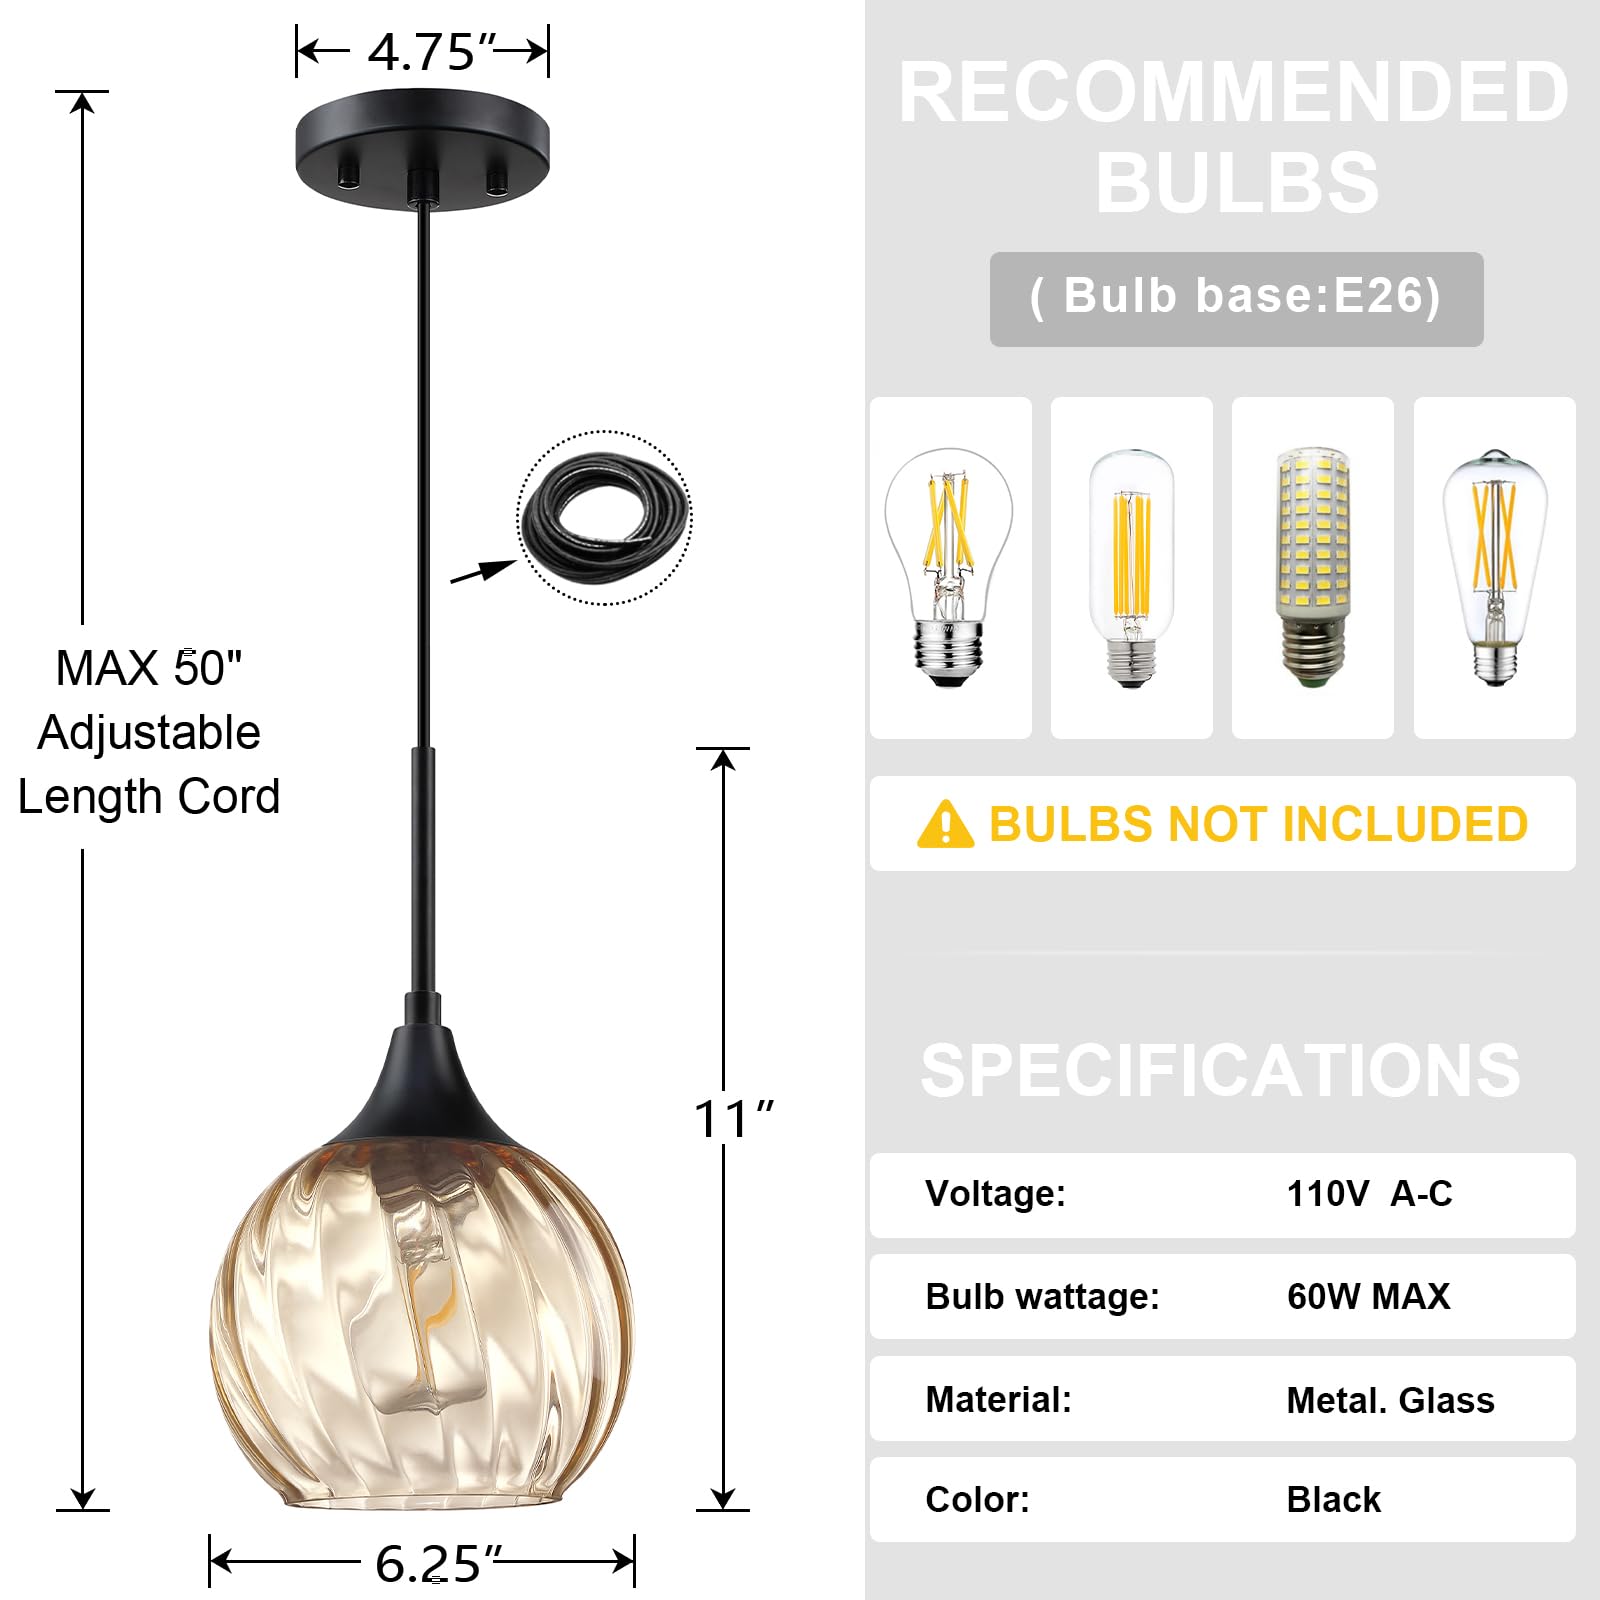 4.75"
MAX 50"
Adjustable
Length Cord
11"
6.25"
RECOMMENDED
BULBS
( Bulb base:E26)
BULBS NOT INCLUDED
SPECIFICATIONS
Voltage: 110V A-C
Bulb wattage: 60W MAX
Material: Metal. Glass
Color: Black